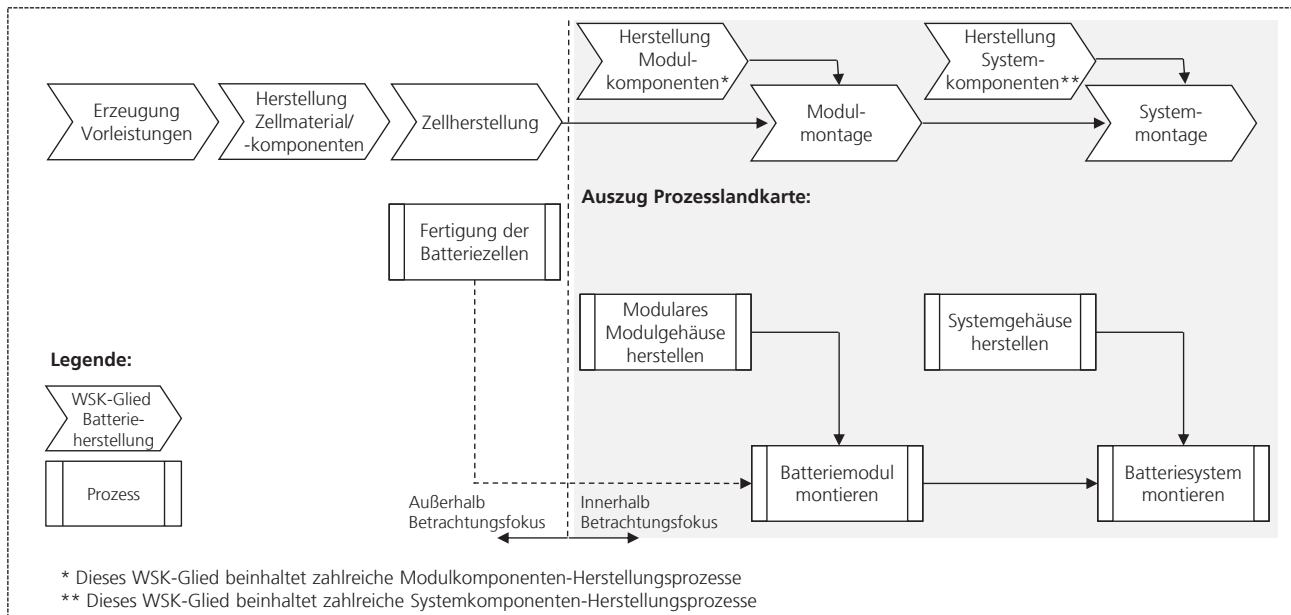 Herstellung
Modul-
komponenten*
Herstellung
System-
komponenten**
Erzeugung
Vorleistungen
Herstellung
Zellmaterial/
-komponenten
Zellherstellung
Modul-
montage
System-
montage
Auszug Prozesslandkarte:
Fertigung der
Batteriezellen
Modulares
Modulgehäuse
herstellen
Systemgehäuse
herstellen
Legende:
WSK-Glied
Batterie-
herstellung
Prozess
Batteriemodul
montieren
Batteriesystem
montieren
Außerhalb
Betrachtungsfokus
Innerhalb
Betrachtungsfokus
* Dieses WSK-Glied beinhaltet zahlreiche Modulkomponenten-Herstellungsprozesse
** Dieses WSK-Glied beinhaltet zahlreiche Systemkomponenten-Herstellungsprozesse